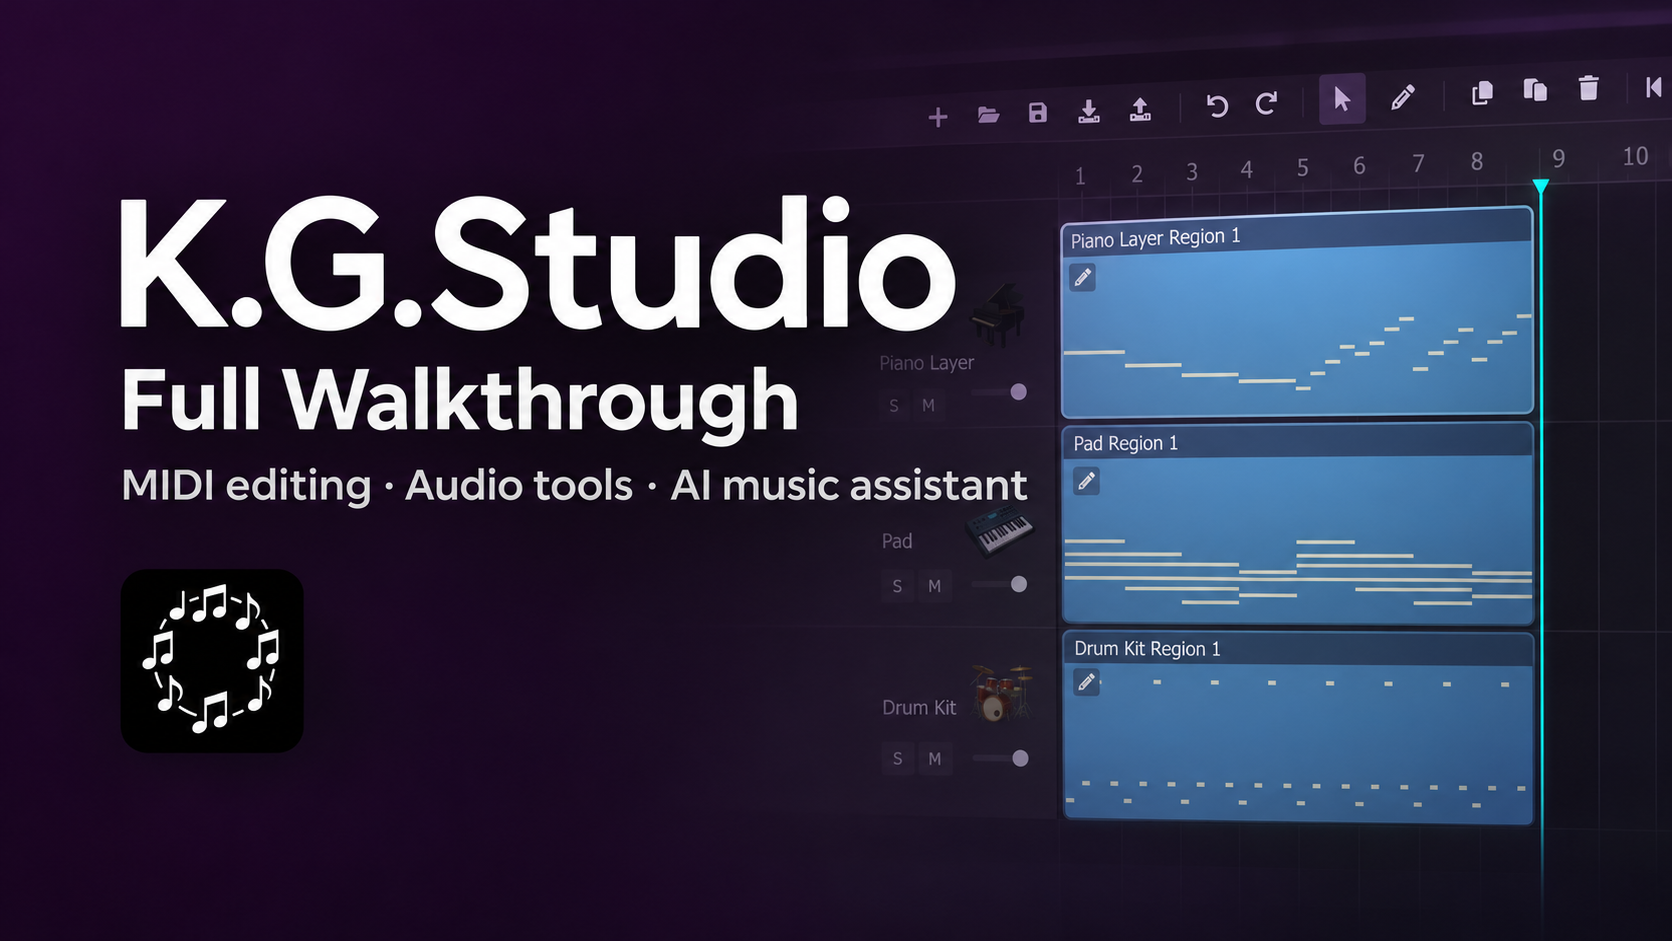 K.G.Studio
Full Walkthrough
MIDI editing · Audio tools · AI music assistant
1 2 3 4 5 6 7 8 9 10
Piano Layer
S M
Piano Layer Region 1
Pad
S M
Pad Region 1
Drum Kit
S M
Drum Kit Region 1